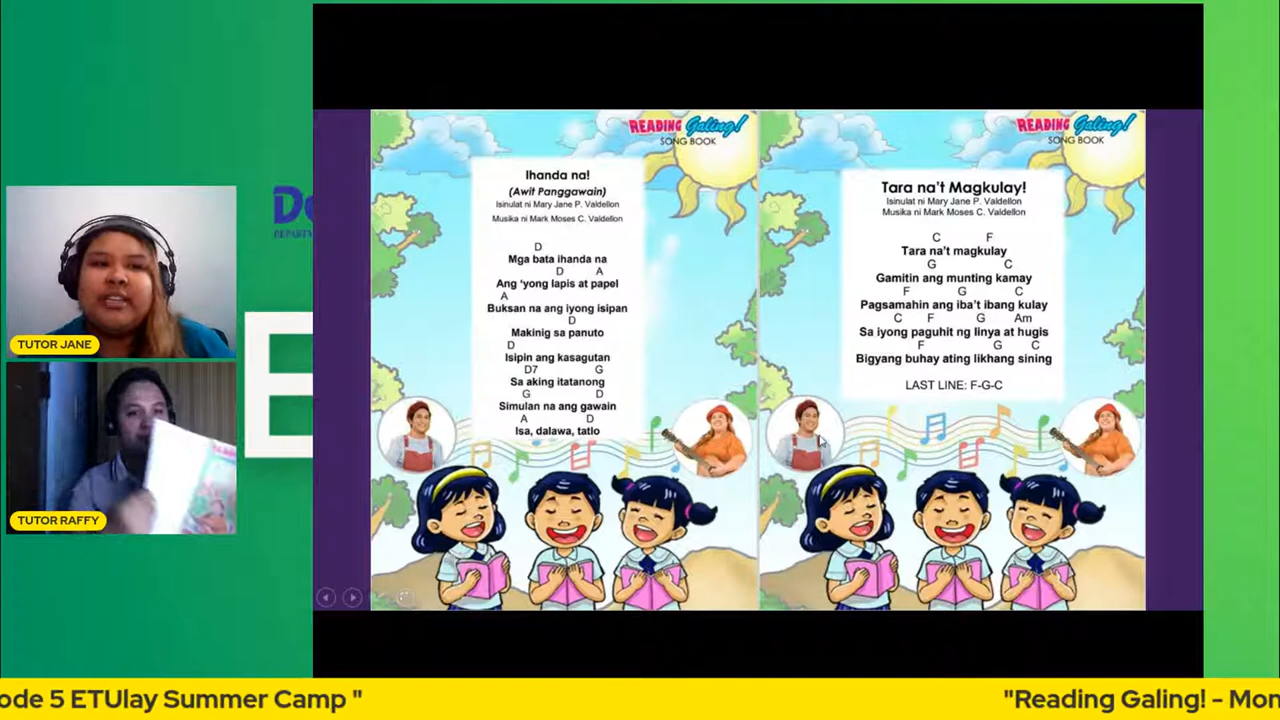 READING Galing!
SONG BOOK
Ihanda na!
(Awit Panggawain)
Isinulat ni Mary Jane P. Valdellon
Musika ni Mark Moses C. Valdellon
D
Mga bata ihanda na
D A
Ang ‘yong lapis at papel
A
Buksan na ang iyong isipan
D
Makinig sa panuto
D
Isipin ang kasagutan
D7 G
Sa aking itatanong
G D
Simulan na ang gawain
A D
Isa, dalawa, tatlo
READING Galing!
SONG BOOK
Tara na’t Magkulay!
Isinulat ni Mary Jane P. Valdellon
Musika ni Mark Moses C. Valdellon
C F
Tara na’t magkulay
G C
Gamitin ang munting kamay
F G C
Pagsamahin ang iba’t ibang kulay
C F G Am
Sa iyong paguhit ng linya at hugis
F G C
Bigyang buhay ating likhang sining
LAST LINE: F-G-C
TUTOR JANE
TUTOR RAFFY
ode 5 ETUlay Summer Camp "
"Reading Galing! - Mon